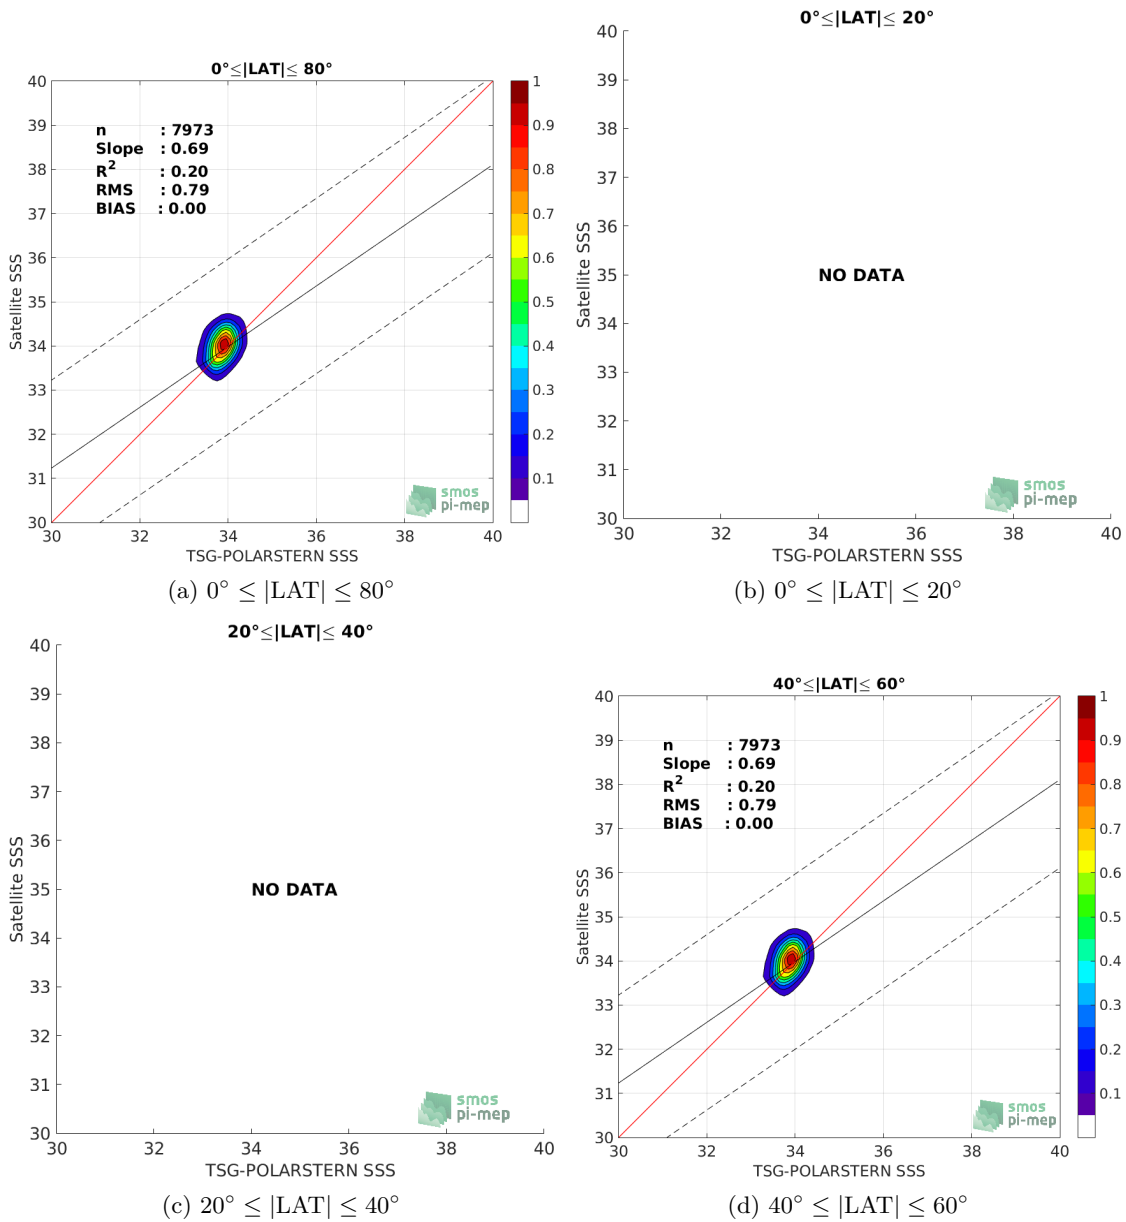 0°≤|LAT|≤ 80°
40
39
38
37
36
35
34
33
32
31
30
n : 7973
Slope : 0.69
R2 : 0.20
RMS : 0.79
BIAS : 0.00
Satellite SSS
smos
pi-mep
30 32 34 36 38 40
TSG-POLARSTERN SSS
1
0.9
0.8
0.7
0.6
0.5
0.4
0.3
0.2
0.1
(a) 0° ≤ |LAT| ≤ 80°
0°≤|LAT|≤ 20°
40
39
38
37
36
35
34
33
32
31
30
Satellite SSS
NO DATA
smos
pi-mep
30 32 34 36 38 40
TSG-POLARSTERN SSS
(b) 0° ≤ |LAT| ≤ 20°
20°≤|LAT|≤ 40°
40
39
38
37
36
35
34
33
32
31
30
Satellite SSS
NO DATA
smos
pi-mep
30 32 34 36 38 40
TSG-POLARSTERN SSS
(c) 20° ≤ |LAT| ≤ 40°
40°≤|LAT|≤ 60°
40
39
38
37
36
35
34
33
32
31
30
n : 7973
Slope : 0.69
R2 : 0.20
RMS : 0.79
BIAS : 0.00
Satellite SSS
smos
pi-mep
30 32 34 36 38 40
TSG-POLARSTERN SSS
1
0.9
0.8
0.7
0.6
0.5
0.4
0.3
0.2
0.1
(d) 40° ≤ |LAT| ≤ 60°